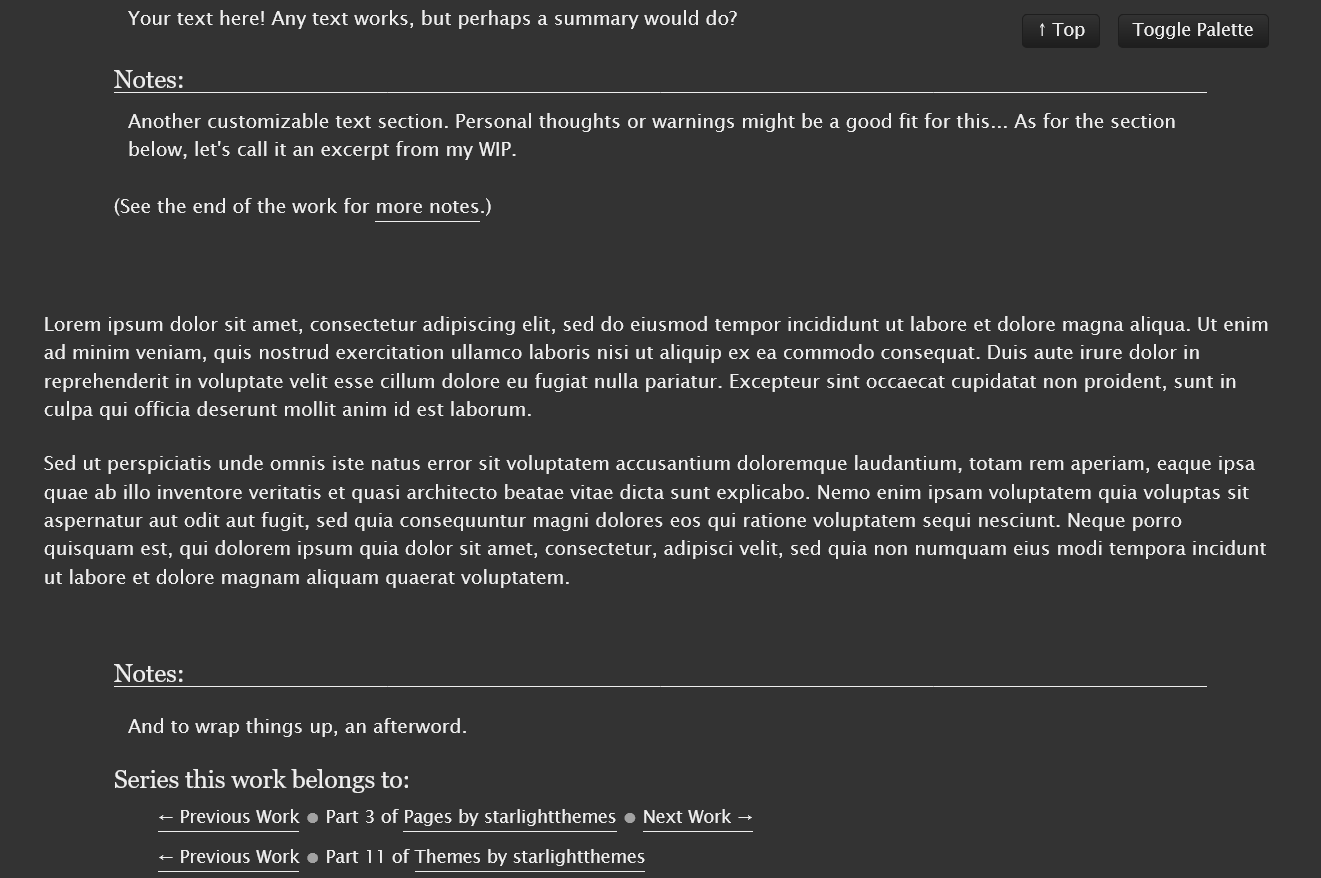 Your text here! Any text works, but perhaps a summary would do?
↑ Top
Toggle Palette
Notes:
Another customizable text section. Personal thoughts or warnings might be a good fit for this... As for the section
below, let's call it an excerpt from my WIP.
(See the end of the work for more notes.)
Lorem ipsum dolor sit amet, consectetur adipiscing elit, sed do eiusmod tempor incididunt ut labore et dolore magna aliqua. Ut enim
ad minim veniam, quis nostrud exercitation ullamco laboris nisi ut aliquip ex ea commodo consequat. Duis aute irure dolor in
reprehenderit in voluptate velit esse cillum dolore eu fugiat nulla pariatur. Excepteur sint occaecat cupidatat non proident, sunt in
culpa qui officia deserunt mollit anim id est laborum.
Sed ut perspiciatis unde omnis iste natus error sit voluptatem accusantium doloremque laudantium, totam rem aperiam, eaque ipsa
quae ab illo inventore veritatis et quasi architecto beatae vitae dicta sunt explicabo. Nemo enim ipsam voluptatem quia voluptas sit
aspernatur aut odit aut fugit, sed quia consequuntur magni dolores eos qui ratione voluptatem sequi nesciunt. Neque porro
quisquam est, qui dolorem ipsum quia dolor sit amet, consectetur, adipisci velit, sed quia non numquam eius modi tempora incidunt
ut labore et dolore magnam aliquam quaerat voluptatem.
Notes:
And to wrap things up, an afterword.
Series this work belongs to:
← Previous Work ● Part 3 of Pages by starlightthemes ● Next Work →
← Previous Work ● Part 11 of Themes by starlightthemes